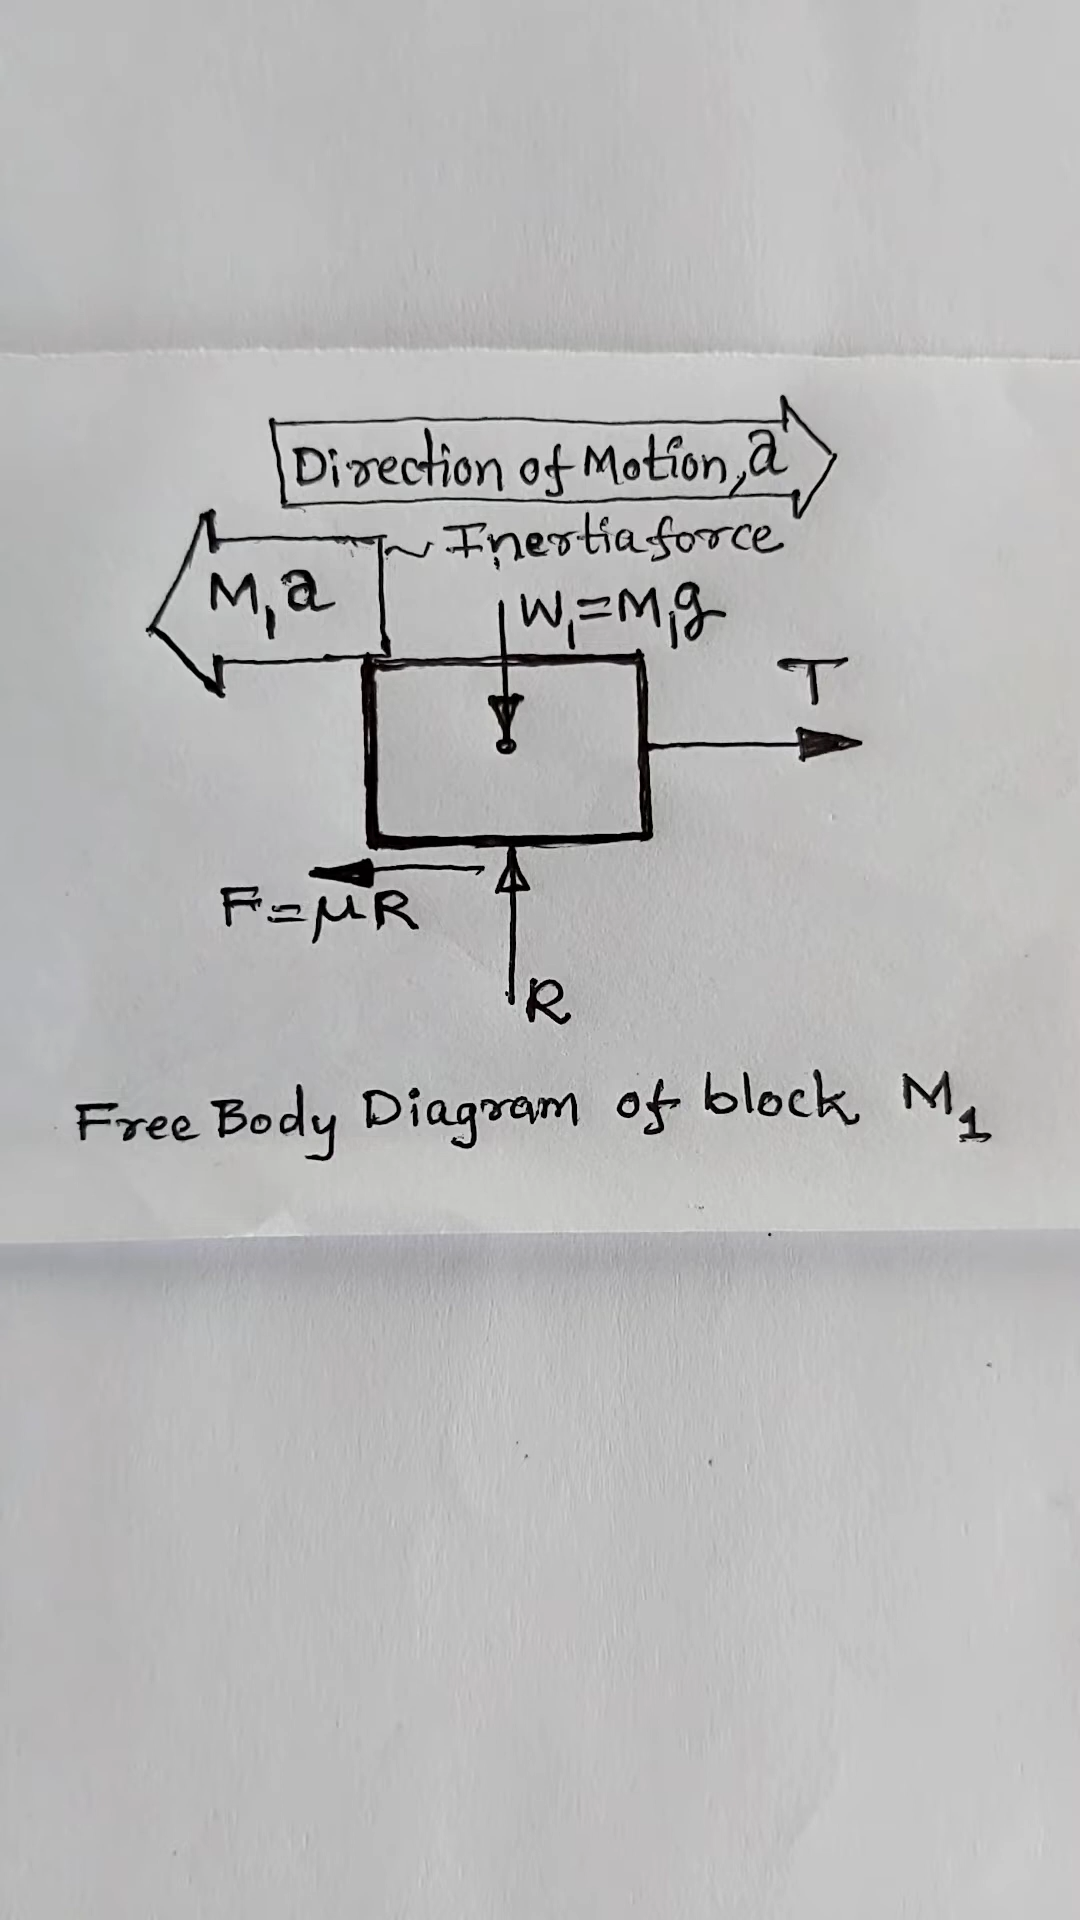 Direction of Motion, a
Inertia force
M₁a
W₁=M₁g
T
F=μR
R
Free Body Diagram of block M₁